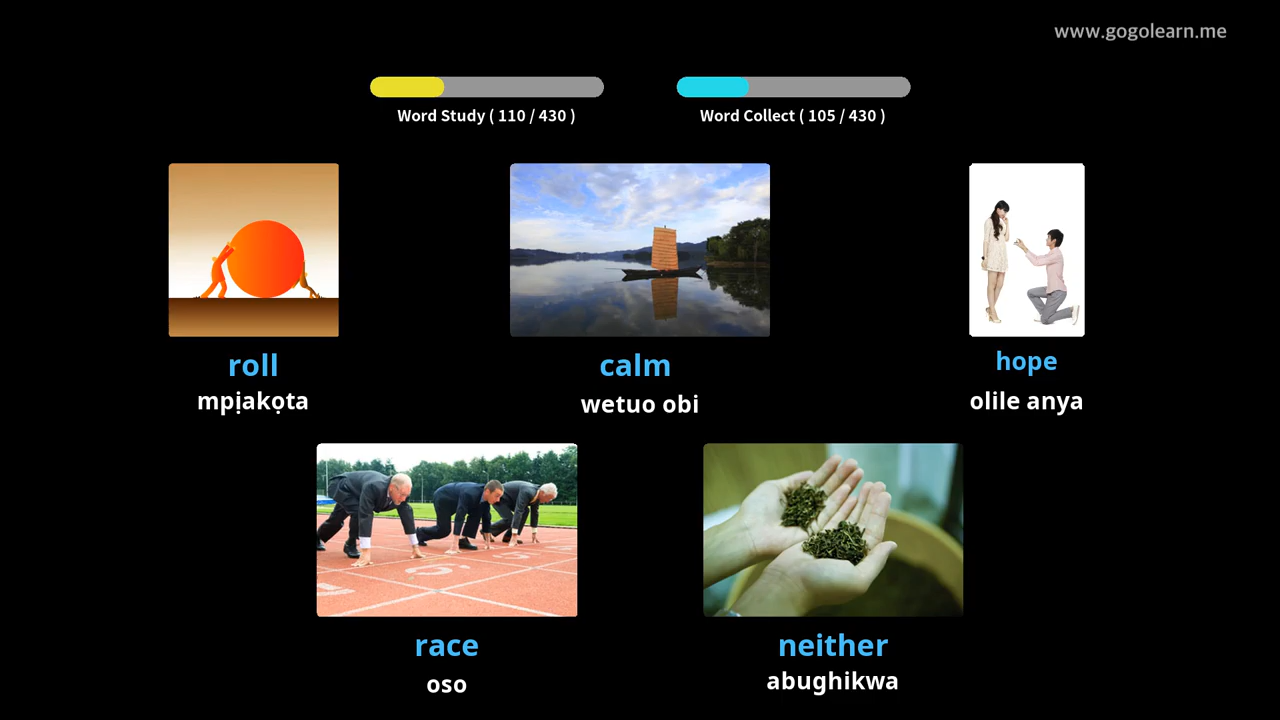 www.gogolearn.me
Word Study ( 110 / 430 )
Word Collect ( 105 / 430 )
roll
calm
hope
mpịakọta
wetuo obi
olile anya
race
neither
oso
abughikwa